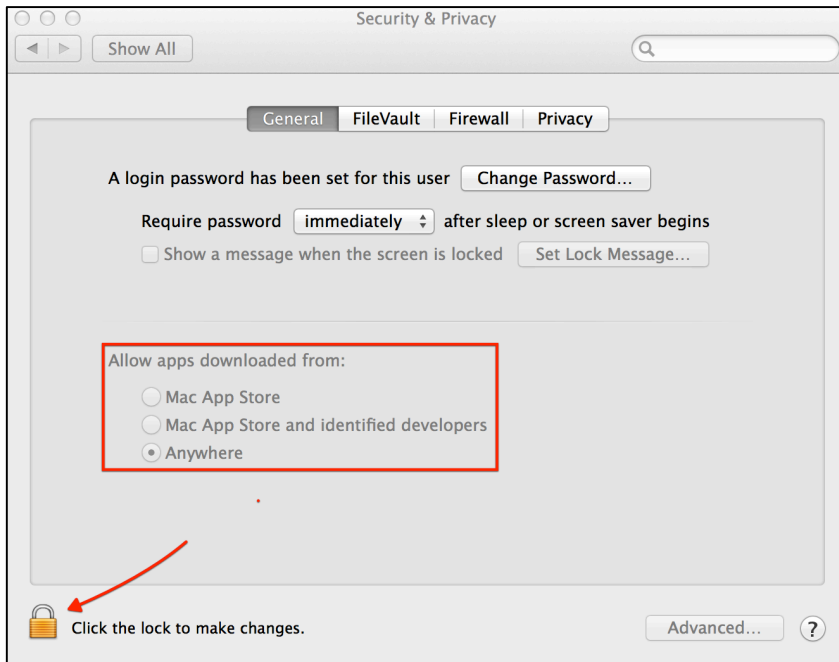 Security & Privacy
Show All
General FileVault Firewall Privacy
A login password has been set for this user Change Password...
Require password immediately after sleep or screen saver begins
Show a message when the screen is locked Set Lock Message...
Allow apps downloaded from:
Mac App Store
Mac App Store and identified developers
Anywhere
Click the lock to make changes. Advanced... ?